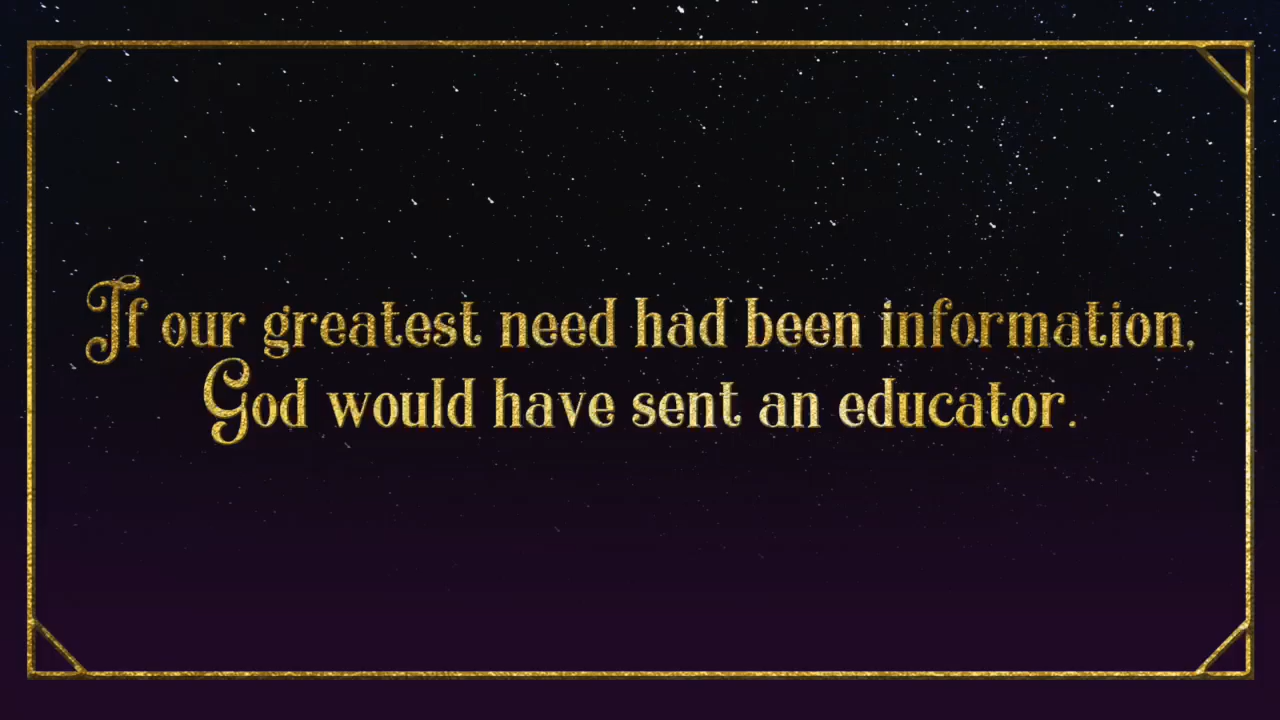 If our greatest need had been information,
God would have sent an educator.